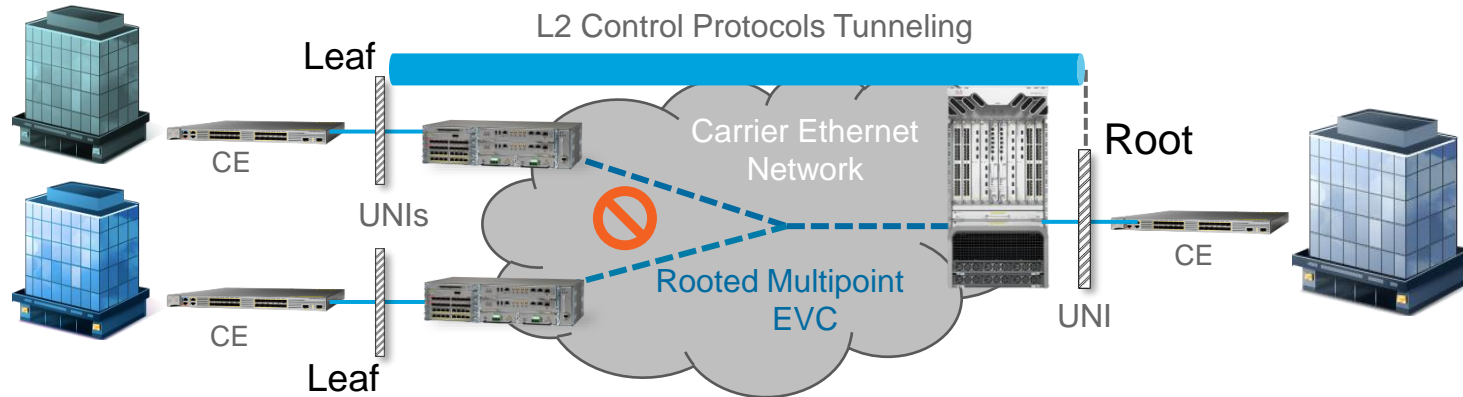 L2 Control Protocols Tunneling
Leaf
Carrier Ethernet
Network
Root
CE
UNIs
CE
Rooted Multipoint
EVC
UNI
CE
Leaf